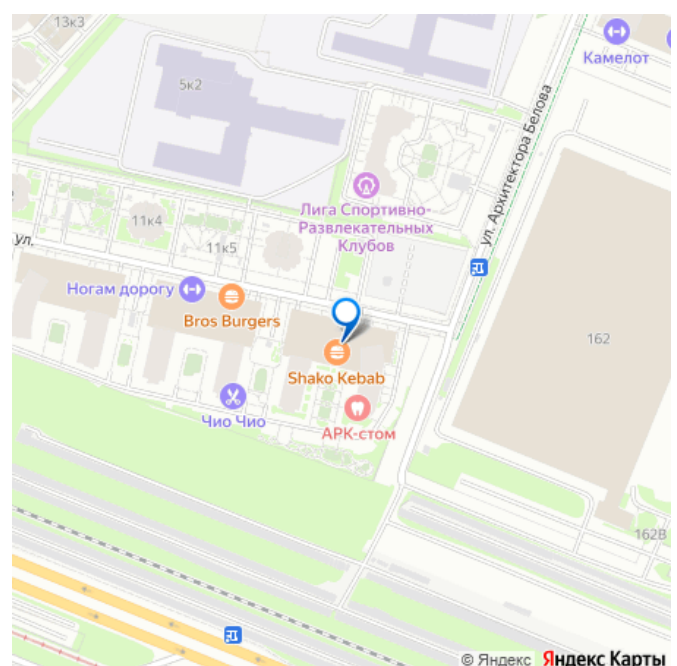 13к3
Камелот
5к2
ул. Архитектора Белова
Лига Спортивно-
Развлекательных
Клубов
11к4
11к5
ул.
Ногам дорогу
Bros Burgers
162
Shako Kebab
Чио Чио
АРК-стом
162В
© Яндекс Яндекс Карты